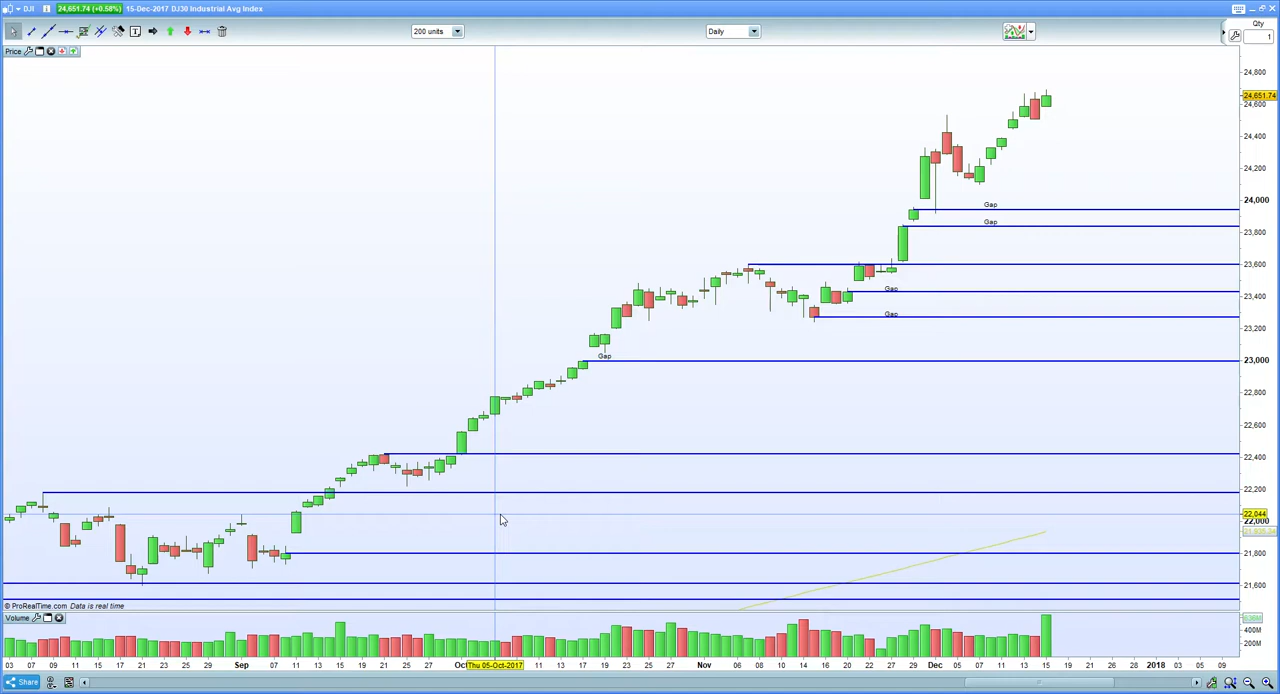 DJI 24,651.74 (+0.58%) 15-Dec-2017 DJ30 Industrial Avg Index
200 units Daily Qty
1
Price
24,800
24,651.74
24,600
24,400
24,200
Gap 24,000
Gap 23,800
23,600
Gap 23,400
Gap 23,200
Gap 23,000
22,800
22,600
22,400
22,200
22,044
22,000
21,800
21,600
© ProRealTime.com Data is real time
Volume
400M
200M
03 07 09 11 15 17 21 23 25 29 Sep 07 11 13 15 19 21 25 27 Oct Thu 05-Oct-2017 11 13 17 19 23 25 27 Nov 06 08 10 14 16 20 22 27 29 Dec 05 07 11 13 15 19 21 26 28 2018 03 05 09
Share